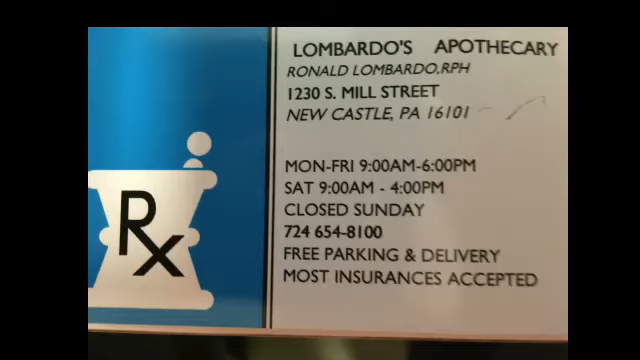 LOMBARDO'S APOTHECARY
RONALD LOMBARDO,RPH
1230 S. MILL STREET
NEW CASTLE, PA 16101
MON-FRI 9:00AM-6:00PM
SAT 9:00AM - 4:00PM
CLOSED SUNDAY
724 654-8100
FREE PARKING & DELIVERY
MOST INSURANCES ACCEPTED
Rx